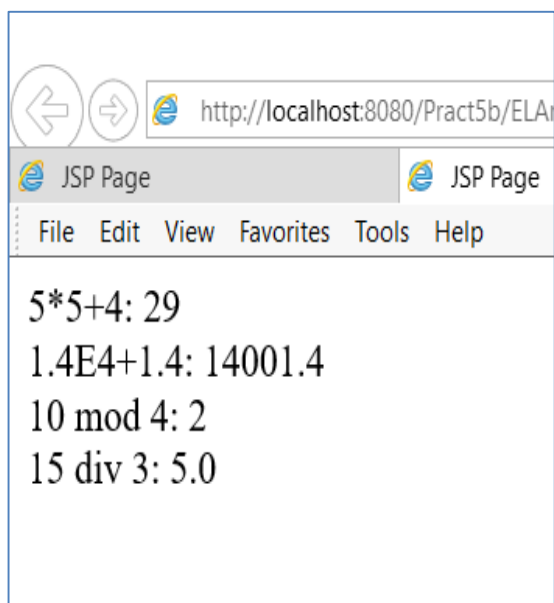 http://localhost:8080/Pract5b/ELAr
JSP Page JSP Page
File Edit View Favorites Tools Help
5*5+4: 29
1.4E4+1.4: 14001.4
10 mod 4: 2
15 div 3: 5.0